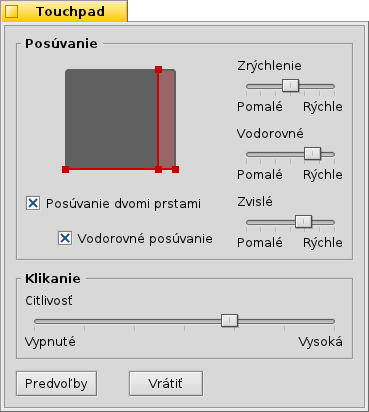 Touchpad
Posúvanie
Zrýchlenie
Pomalé Rýchle
Vodorovné
Pomalé Rýchle
Posúvanie dvomi prstami
Zvislé
Vodorovné posúvanie
Pomalé Rýchle
Klikanie
Citlivosť
Vypnuté Vysoká
Predvoľby Vrátiť